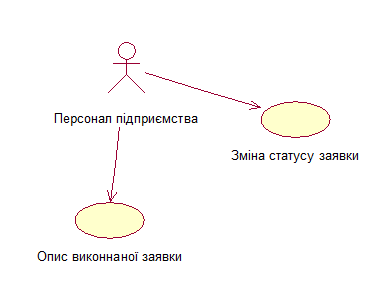 Персонал підприємства
Зміна статусу заявки
Опис виконнаної заявки